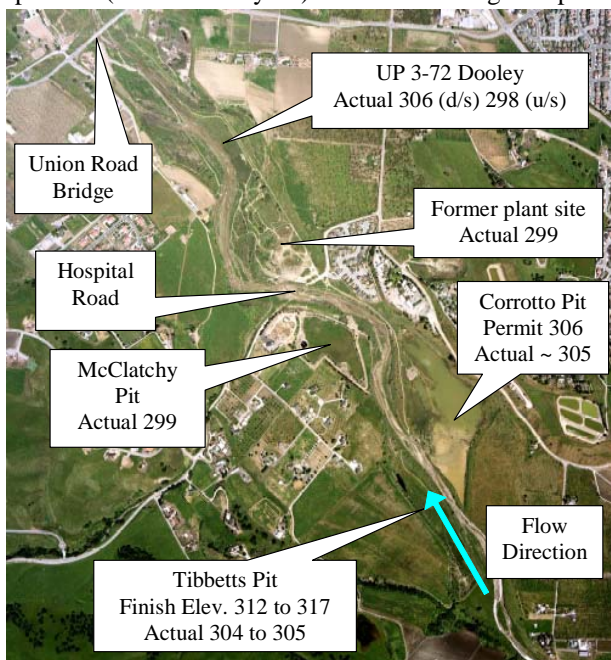 UP 3-72 Dooley
Actual 306 (d/s) 298 (u/s)
Union Road
Bridge
Former plant site
Actual 299
Hospital
Road
Corrotto Pit
Permit 306
Actual ~ 305
McClatchy
Pit
Actual 299
Flow
Direction
Tibbetts Pit
Finish Elev. 312 to 317
Actual 304 to 305